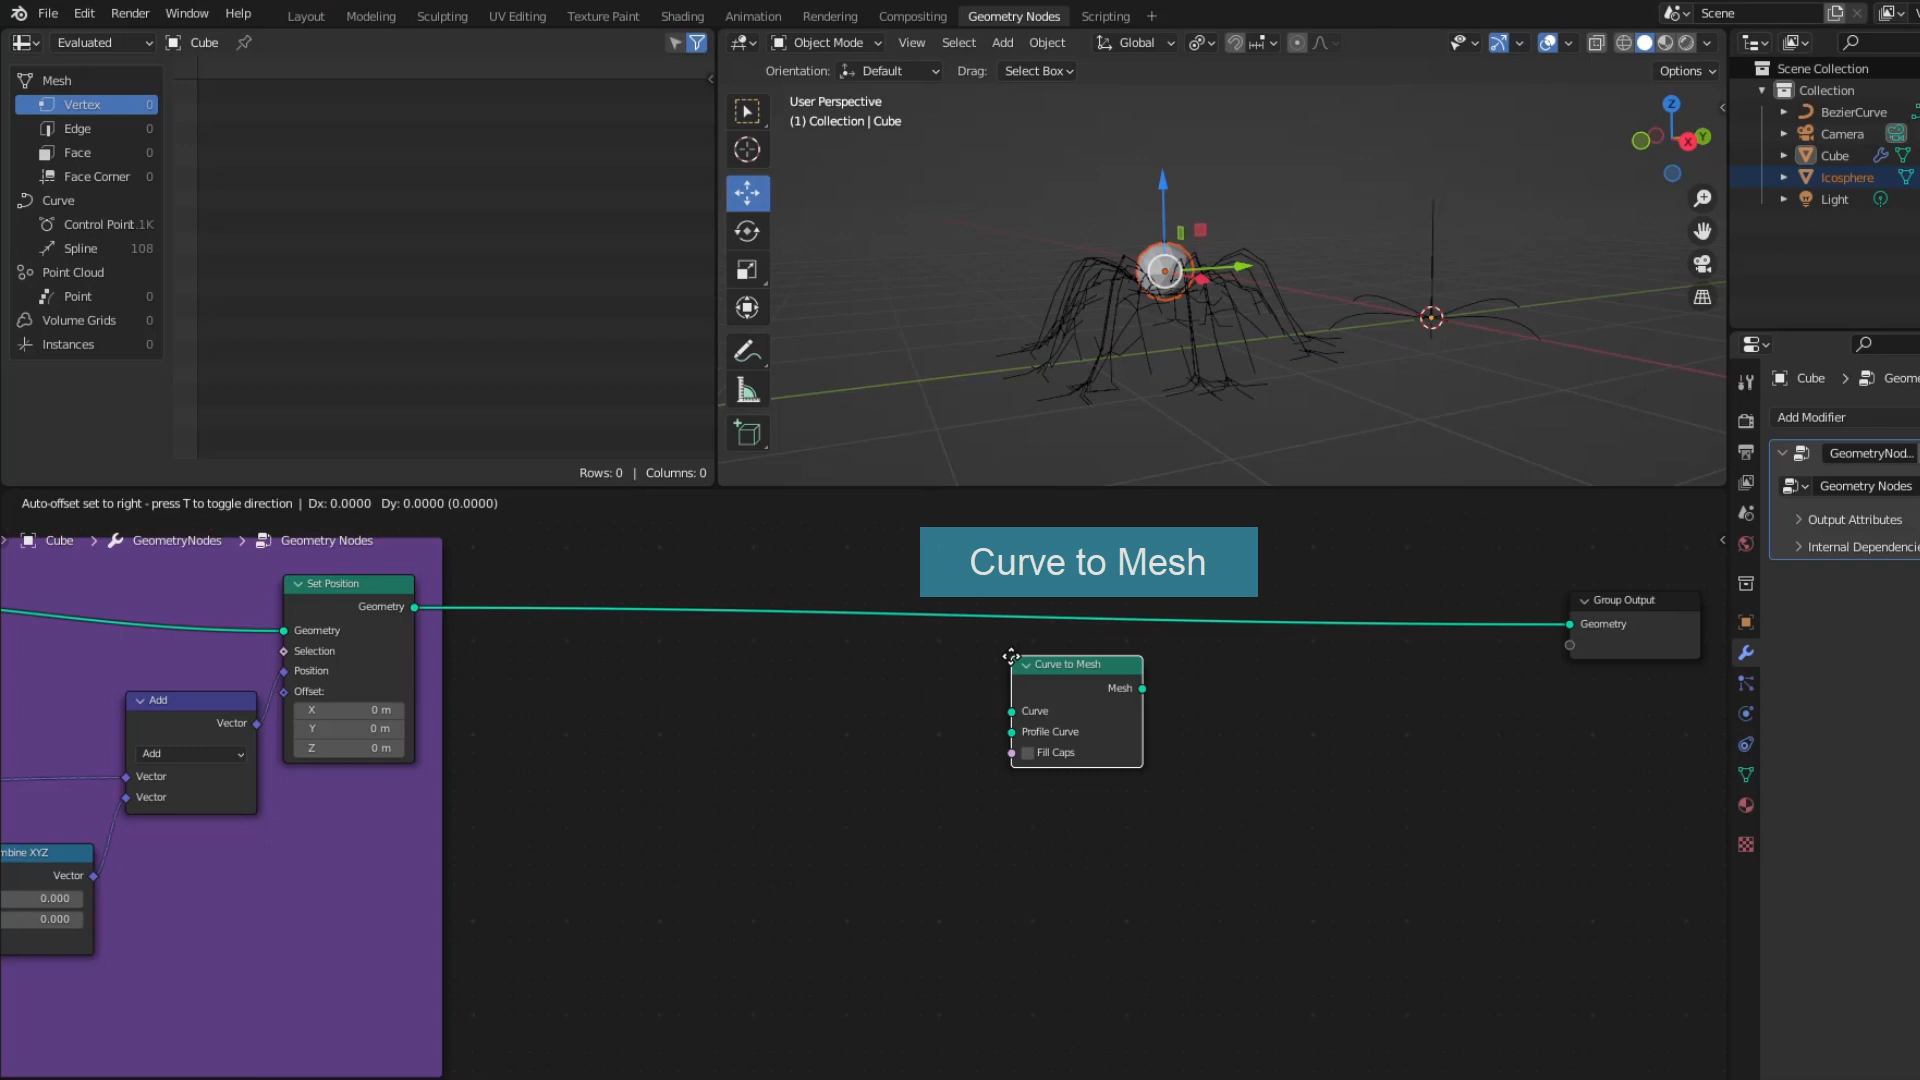 File Edit Render Window Help
Layout Modeling Sculpting UV Editing Texture Paint Shading Animation Rendering Compositing Geometry Nodes Scripting +
Scene
Evaluated Cube
Object Mode View Select Add Object Global
Orientation: Default Drag: Select Box Options
User Perspective
(1) Collection | Cube
Mesh
Vertex 0
Edge 0
Face 0
Face Corner 0
Curve
Control Point .1K
Spline 108
Point Cloud
Point 0
Volume Grids 0
Instances 0
Rows: 0 | Columns: 0
Z
X
Y
Scene Collection
Collection
BezierCurve
Camera
Cube
Icosphere
Light
Cube > Geome
Add Modifier
GeometryNod...
Geometry Nodes
Output Attributes
Internal Dependencie
Auto-offset set to right - press T to toggle direction | Dx: 0.0000 Dy: 0.0000 (0.0000)
Cube > GeometryNodes > Geometry Nodes
Curve to Mesh
Set Position
Geometry
Geometry
Selection
Position
Offset:
X 0 m
Y 0 m
Z 0 m
Add
Vector
Add
Vector
Vector
mbine XYZ
Vector
0.000
0.000
Curve to Mesh
Mesh
Curve
Profile Curve
Fill Caps
Group Output
Geometry